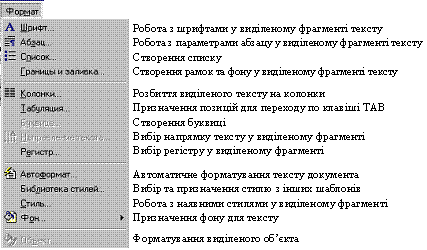 Формат
Шрифт... Робота з шрифтами у виділеному фрагменті тексту
Абзац... Робота з параметрами абзацу у виділеному фрагменті тексту
Список... Створення списку
Границы и заливка... Створення рамок та фону у виділеному фрагменті тексту
Колонки... Розбиття виділеного тексту на колонки
Табуляция... Призначення позицій для переходу по клавіші TAB
Буквица... Створення буквиці
Направление текста... Вибір напрямку тексту у виділеному фрагменті
Регистр... Вибір регістру у виділеному фрагменті
Автоформат... Автоматичне форматування тексту документа
Библиотека стилей... Вибір та призначення стилю з інших шаблонів
Стиль... Робота з наявними стилями у виділеному фрагменті
Фон... Призначення фону для тексту
Объект... Форматування виділеного об’єкта